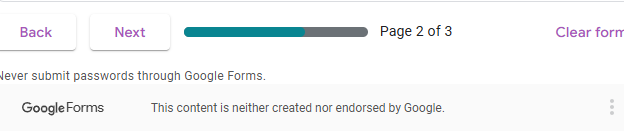 Back Next Page 2 of 3 Clear form
Never submit passwords through Google Forms.
Google Forms This content is neither created nor endorsed by Google.